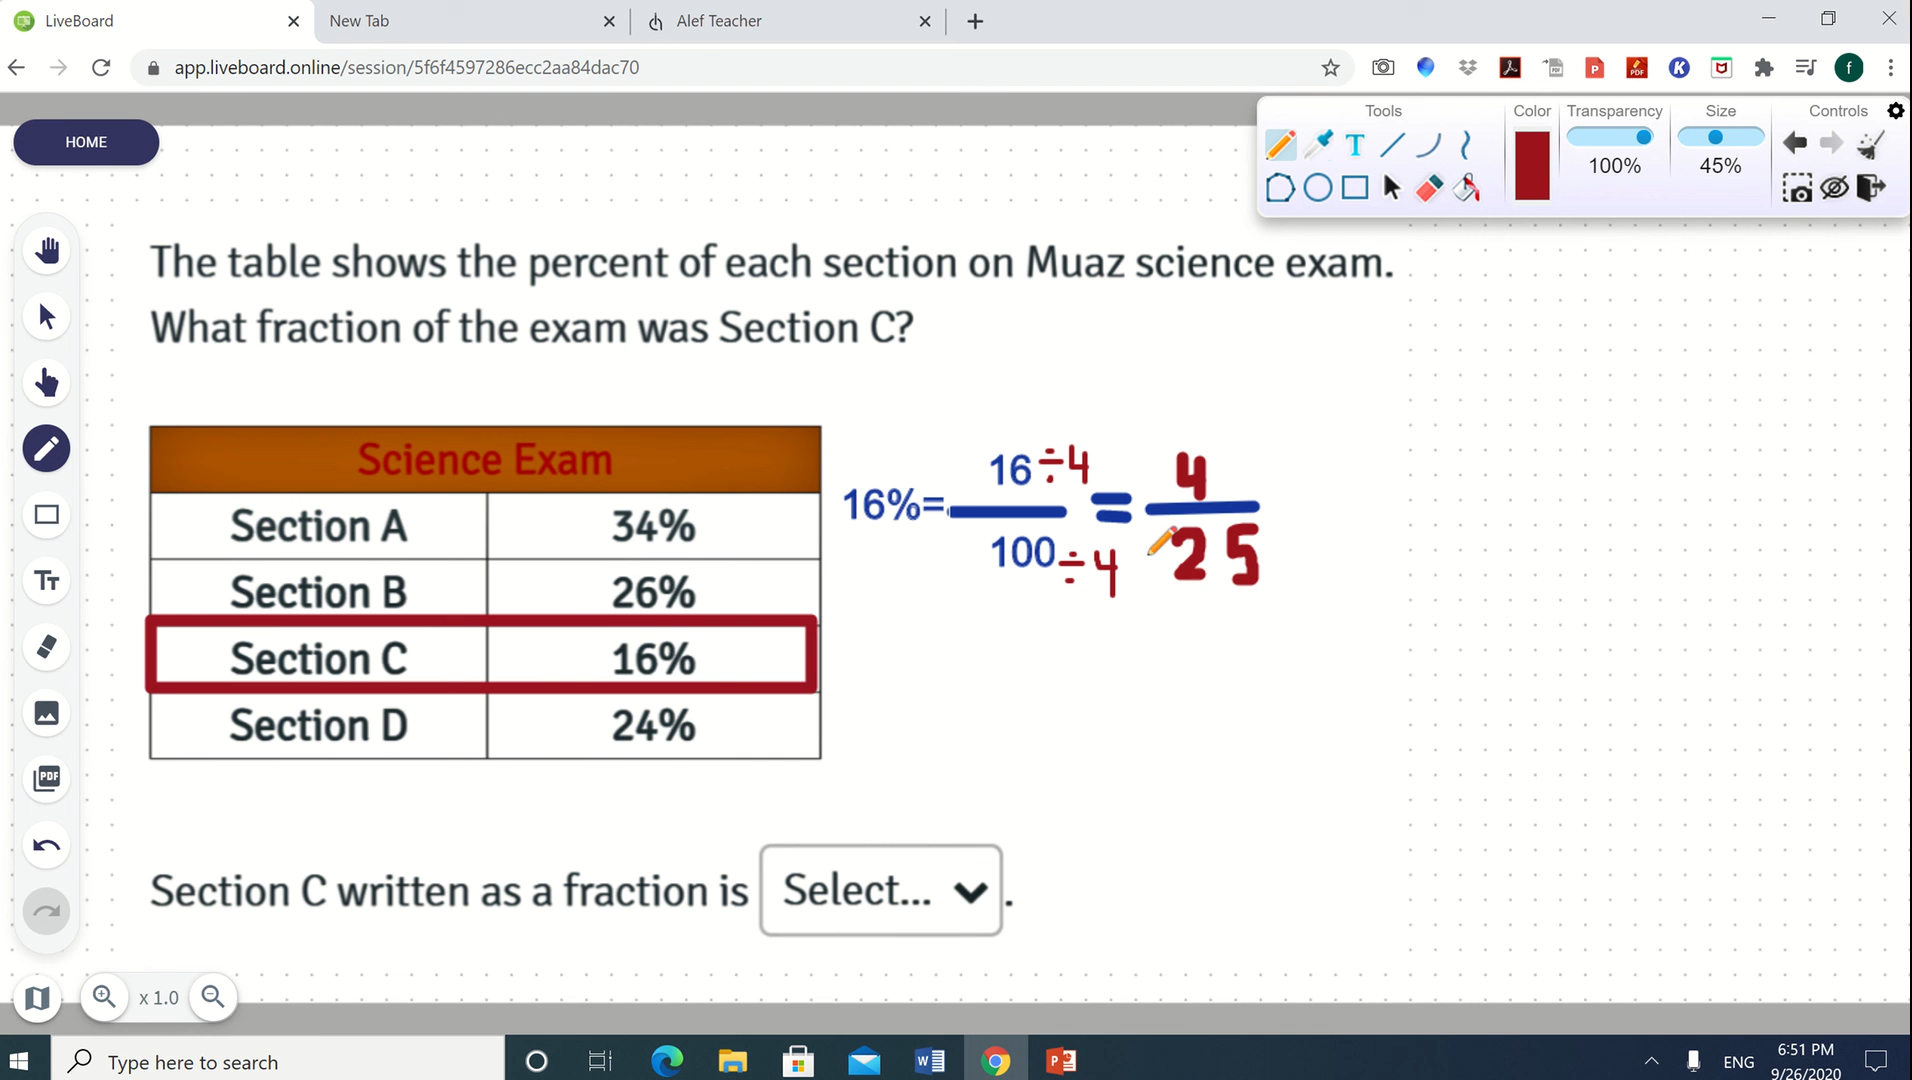 LiveBoard
New Tab
Alef Teacher
app.liveboard.online/session/5f6f4597286ecc2aa84dac70
f
HOME
Tools
Color
Transparency
Size
Controls
100%
45%
The table shows the percent of each section on Muaz science exam.
What fraction of the exam was Section C?
Science Exam
Section A 34%
Section B 26%
Section C 16%
Section D 24%
16%= 16 ÷4
100 ÷4
= 4
25
Section C written as a fraction is Select... .
x 1.0
Type here to search
ENG
6:51 PM
9/26/2020